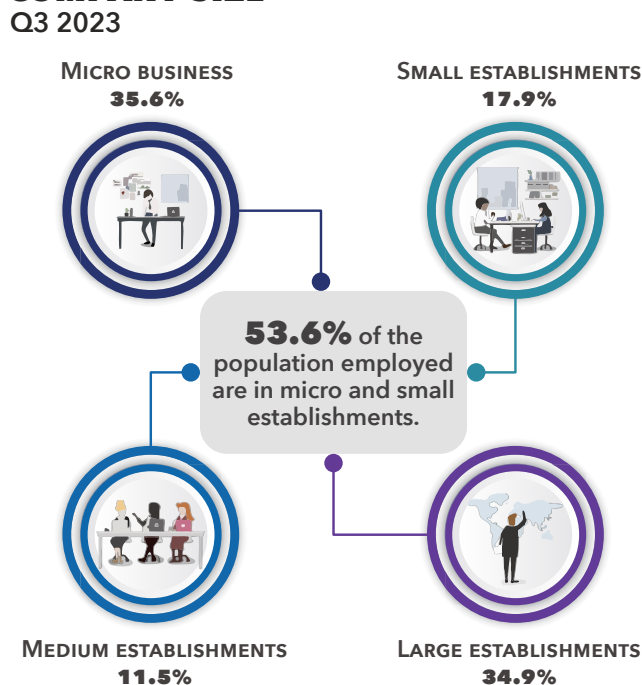 Q3 2023
MICRO BUSINESS
35.6%
SMALL ESTABLISHMENTS
17.9%
53.6% of the
population employed
are in micro and small
establishments.
MEDIUM ESTABLISHMENTS
11.5%
LARGE ESTABLISHMENTS
34.9%